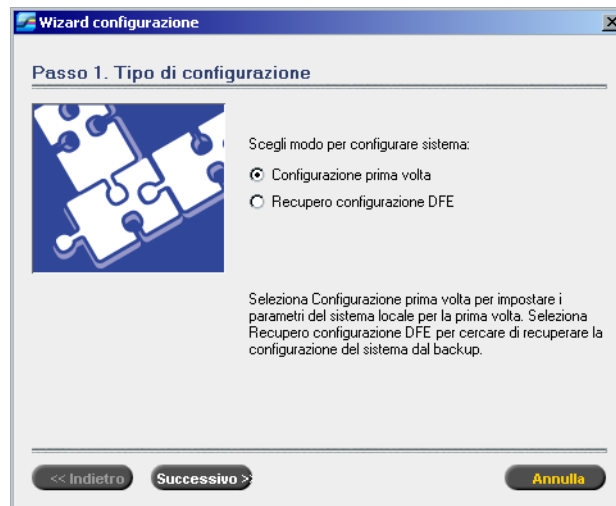 Wizard configurazione
Passo 1. Tipo di configurazione
Scegli modo per configurare sistema:
Configurazione prima volta
Recupero configurazione DFE
Seleziona Configurazione prima volta per impostare i
parametri del sistema locale per la prima volta. Seleziona
Recupero configurazione DFE per cercare di recuperare la
configurazione del sistema dal backup.
<< Indietro
Successivo >
Annulla